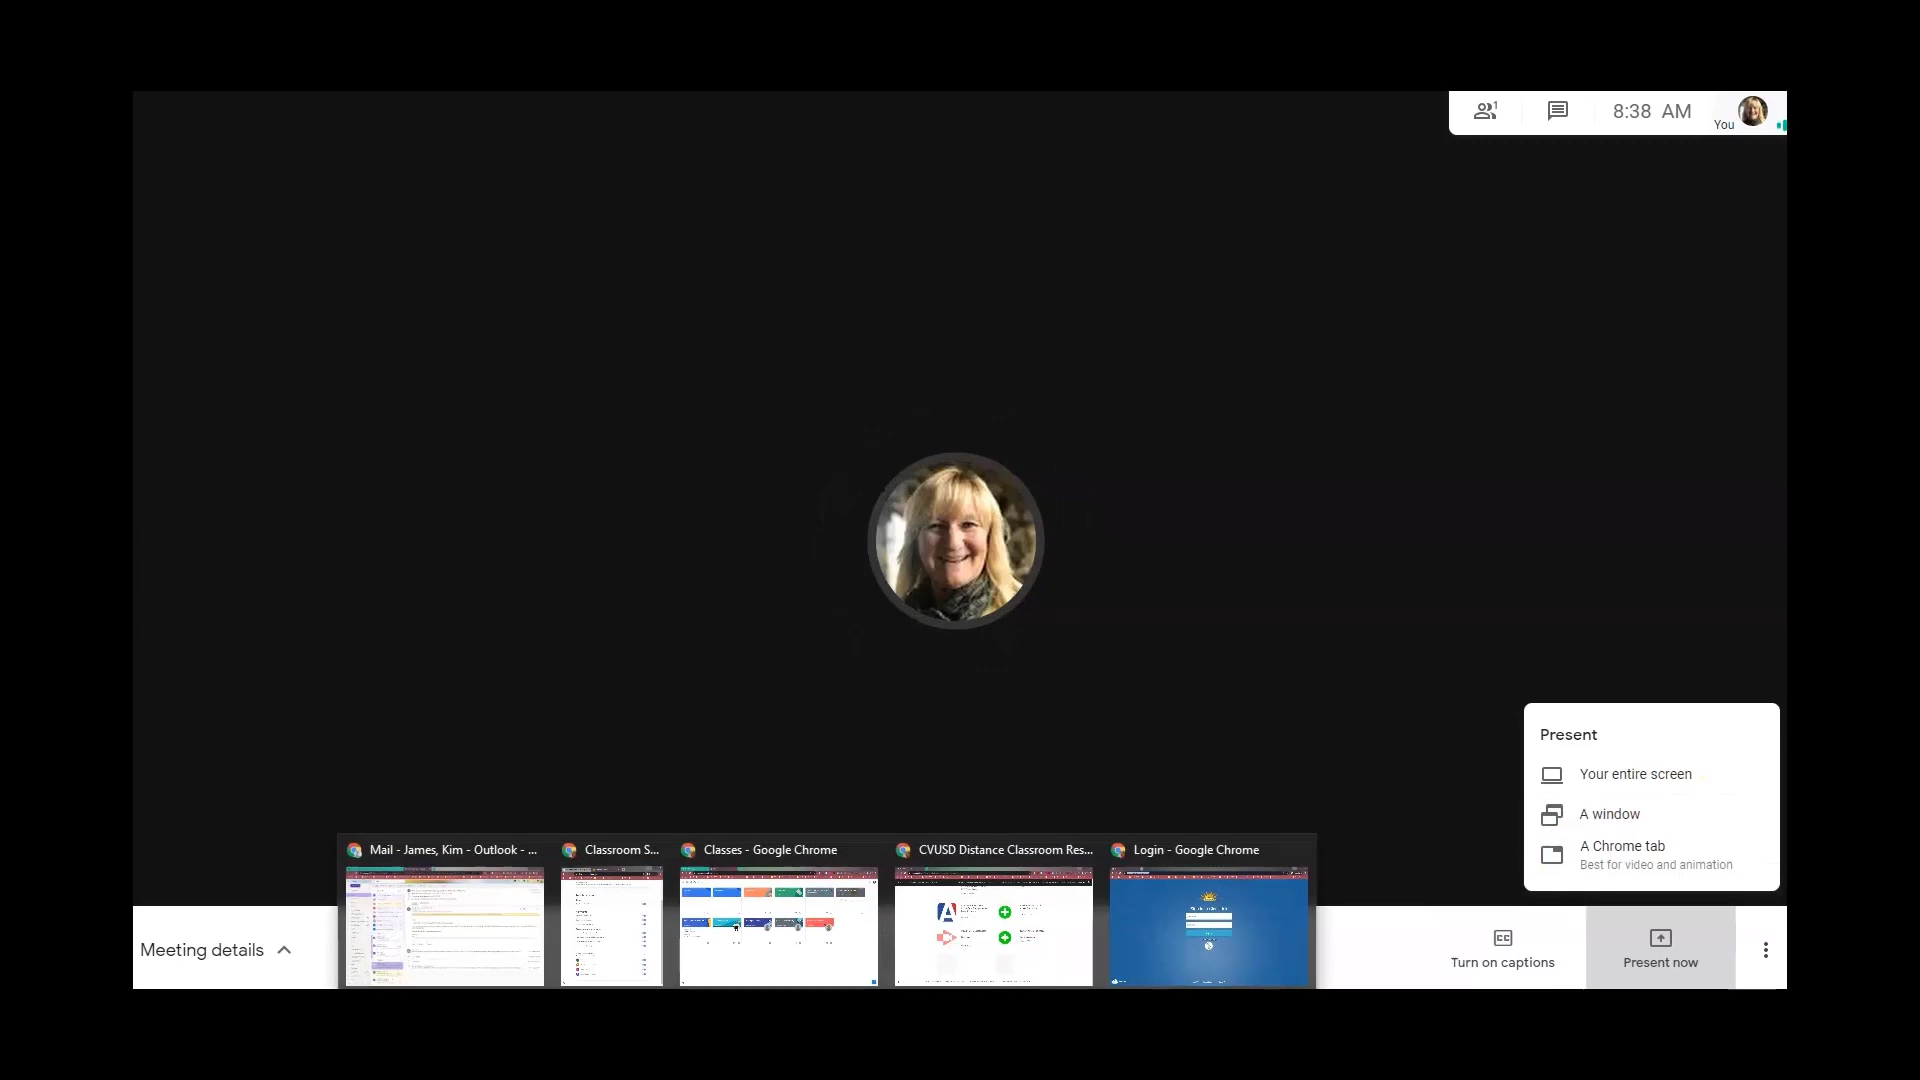 1
8:38 AM
You
Present
Your entire screen
A window
A Chrome tab
Best for video and animation
Mail - James, Kim - Outlook - ...
Classroom S...
Classes - Google Chrome
CVUSD Distance Classroom Res...
Login - Google Chrome
Meeting details
CC
Turn on captions
Present now